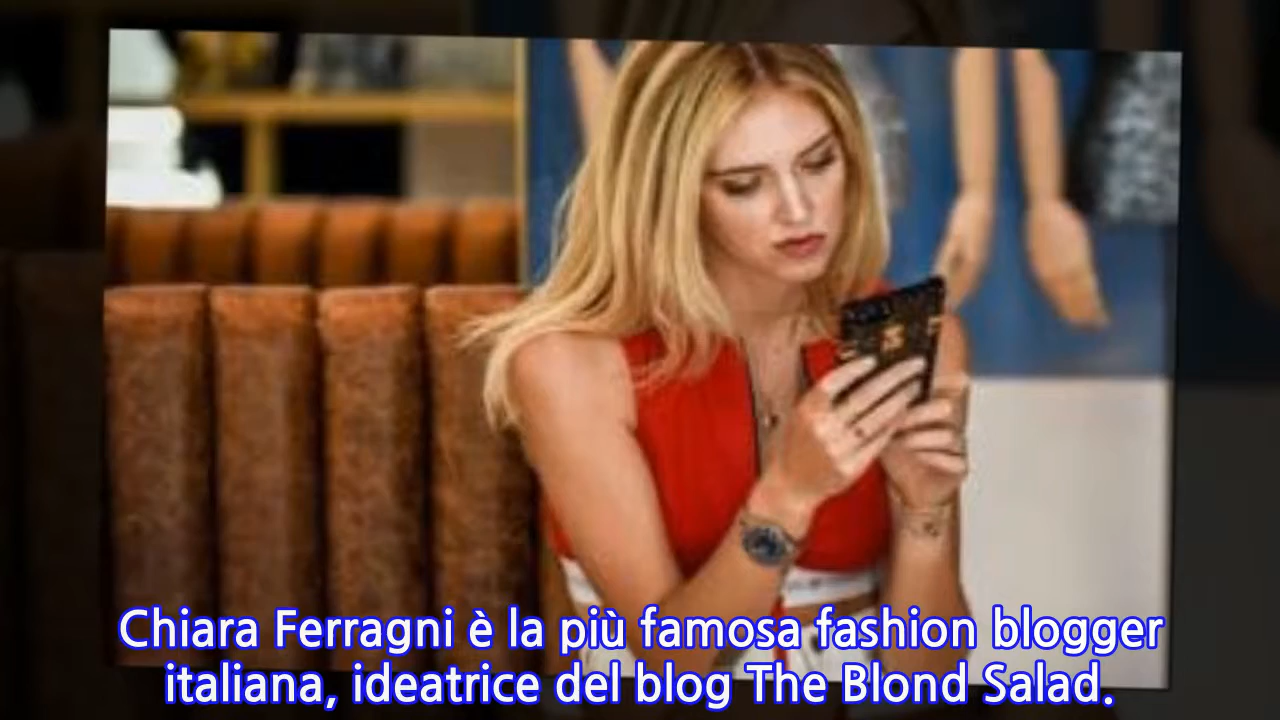 Chiara Ferragni è la più famosa fashion blogger
italiana, ideatrice del blog The Blond Salad.